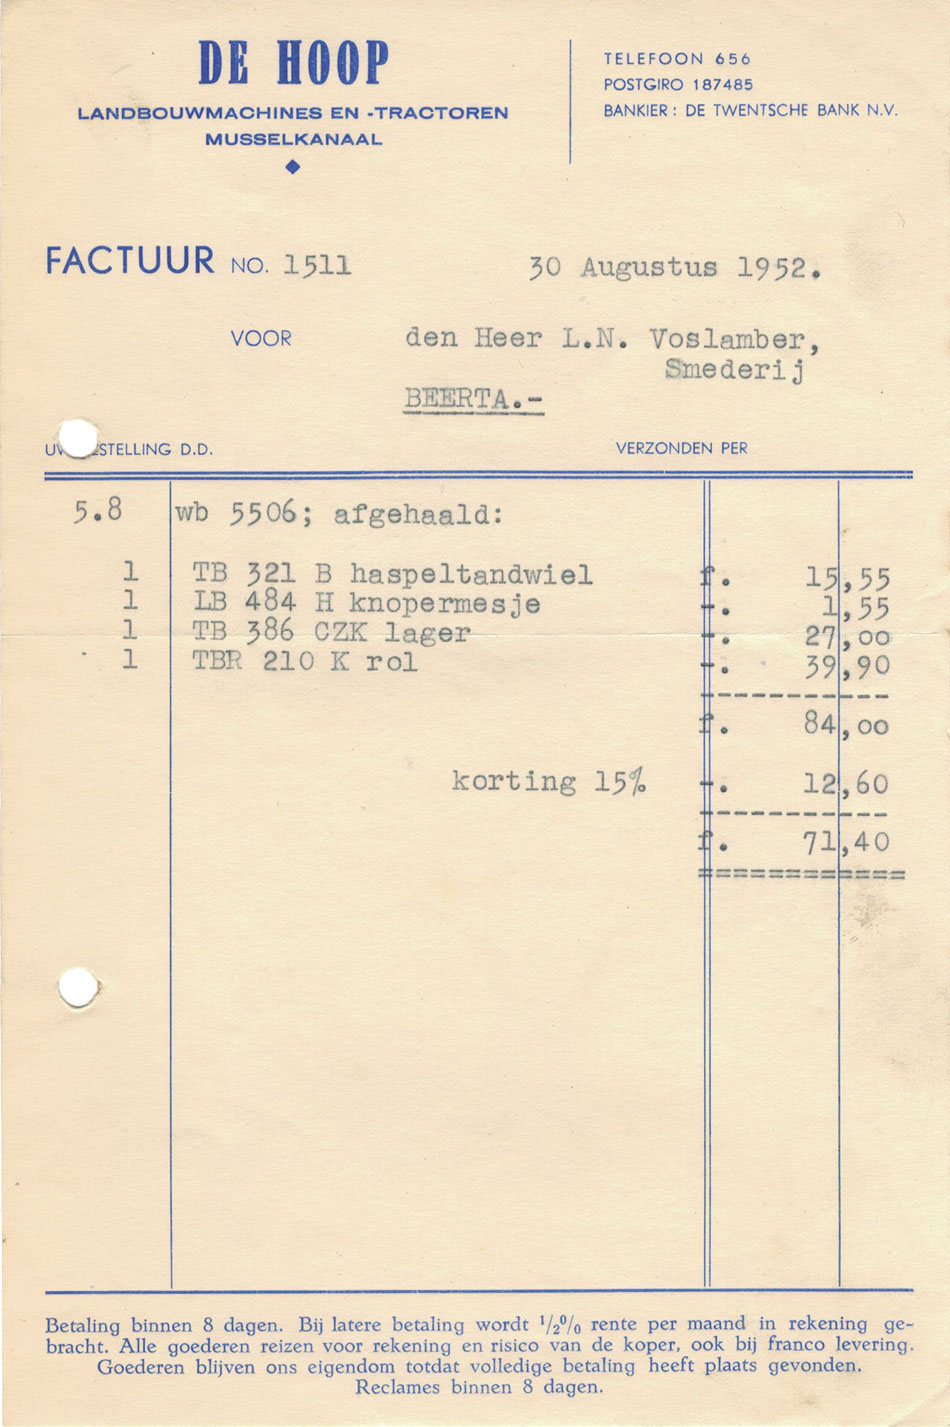 DE HOOP
LANDBOUWMACHINES EN -TRACTOREN
MUSSELKANAAL
TELEFOON 656
POSTGIRO 187485
BANKIER: DE TWENTSCHE BANK N.V.
FACTUUR NO. 1511 30 Augustus 1952.
VOOR den Heer L.N. Voslamber,
Smederij
BEERTA.-
D.D. VERZONDEN PER
5.8 wb 5506; afgehaald:
1 TB 321 B haspeltandwiel f. 15,55
1 LB 484 H knopermesje -. 1,55
1 TB 386 CZK lager -. 27,00
1 TBR 210 K rol -. 39,90
------------
f. 84,00
korting 15% -. 12,60
------------
f. 71,40
============
Betaling binnen 8 dagen. Bij latere betaling wordt ½% rente per maand in rekening ge-
bracht. Alle goederen reizen voor rekening en risico van de koper, ook bij franco levering.
Goederen blijven ons eigendom totdat volledige betaling heeft plaats gevonden.
Reclames binnen 8 dagen.